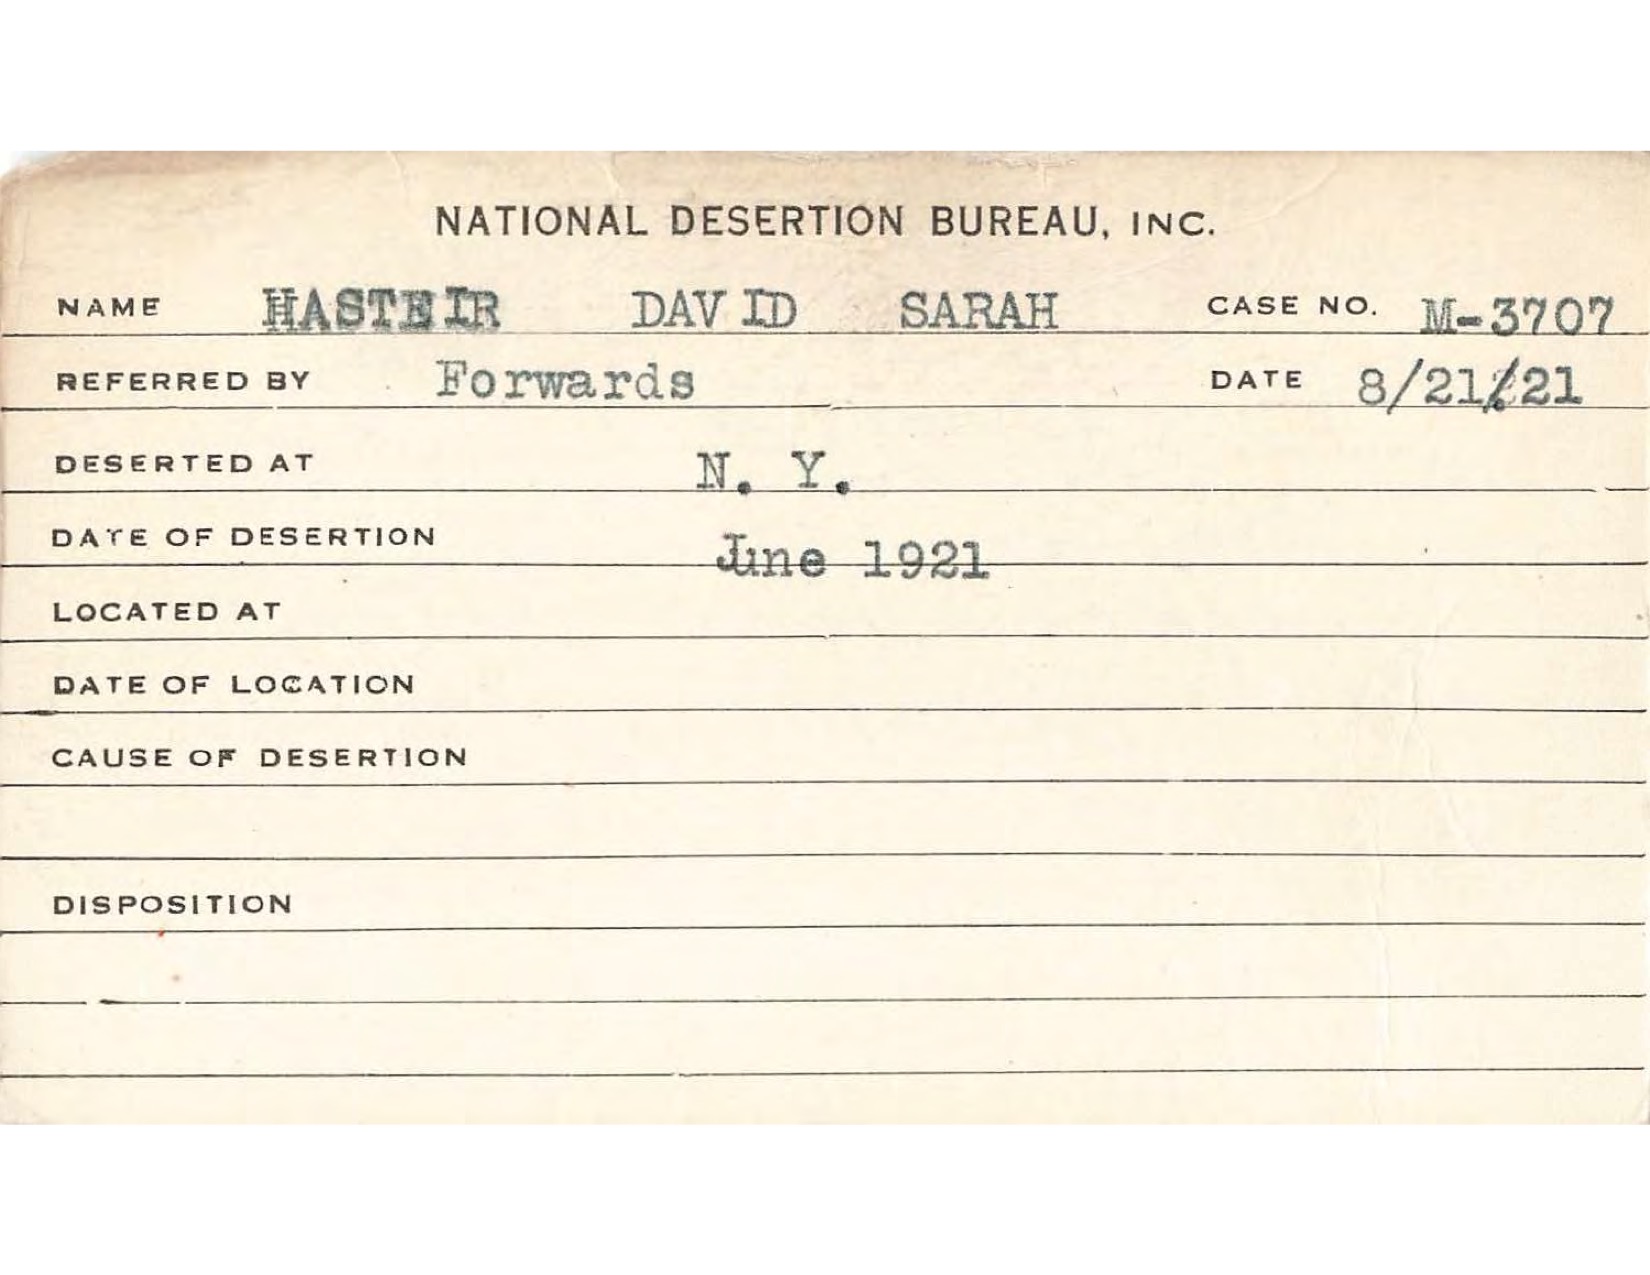 NATIONAL DESERTION BUREAU, INC.
NAME HASTEIR DAVID SARAH CASE NO. M-3707
REFERRED BY Forwards DATE 8/21/21
DESERTED AT N. Y.
DATE OF DESERTION June 1921
LOCATED AT
DATE OF LOCATION
CAUSE OF DESERTION
DISPOSITION